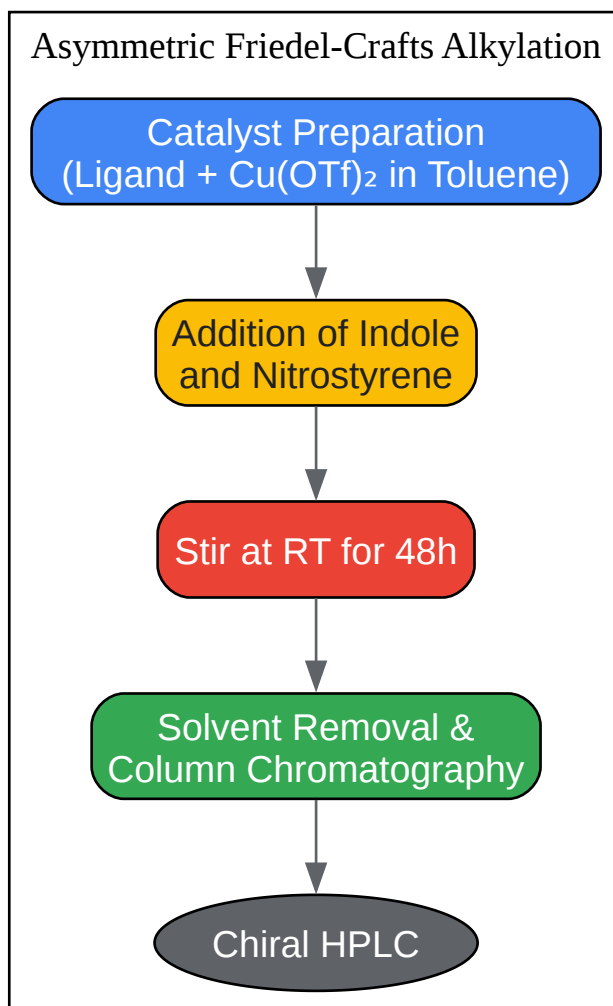 Asymmetric Friedel-Crafts Alkylation
Catalyst Preparation
(Ligand + Cu(OTf)₂ in Toluene)
Addition of Indole
and Nitrostyrene
Stir at RT for 48h
Solvent Removal &
Column Chromatography
Chiral HPLC